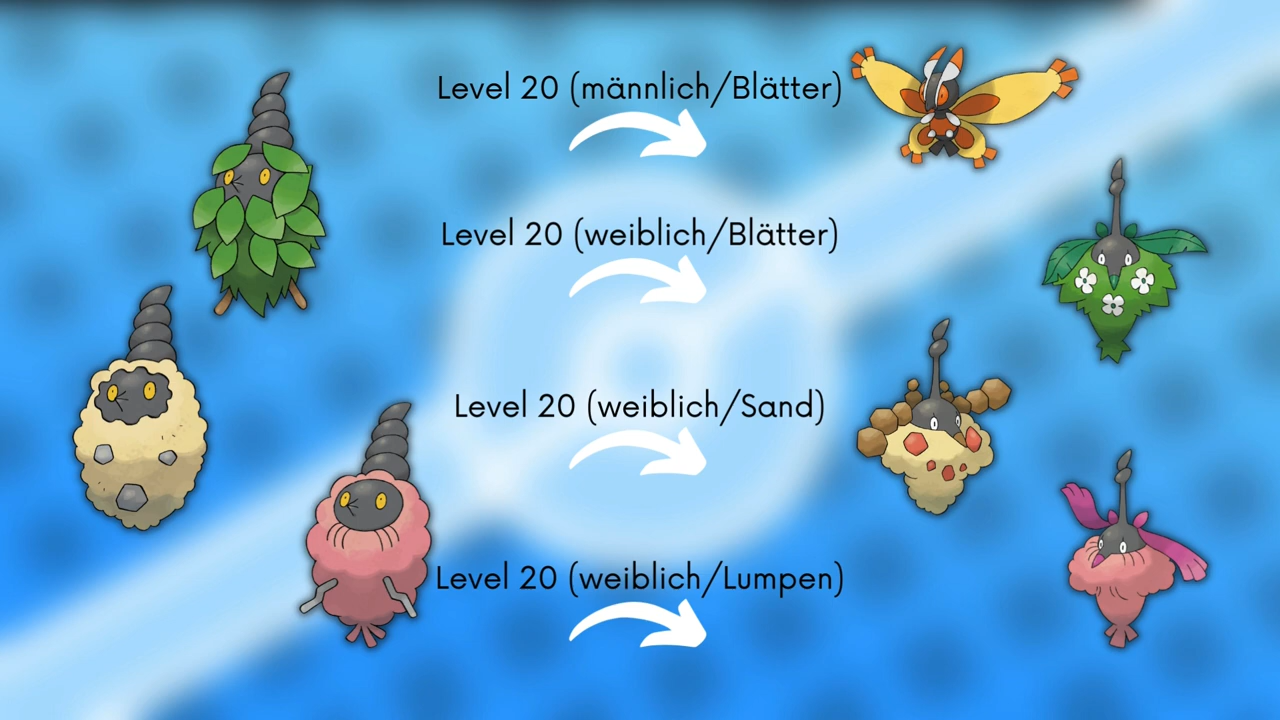 Level 20 (männlich/Blätter)
Level 20 (weiblich/Blätter)
Level 20 (weiblich/Sand)
Level 20 (weiblich/Lumpen)